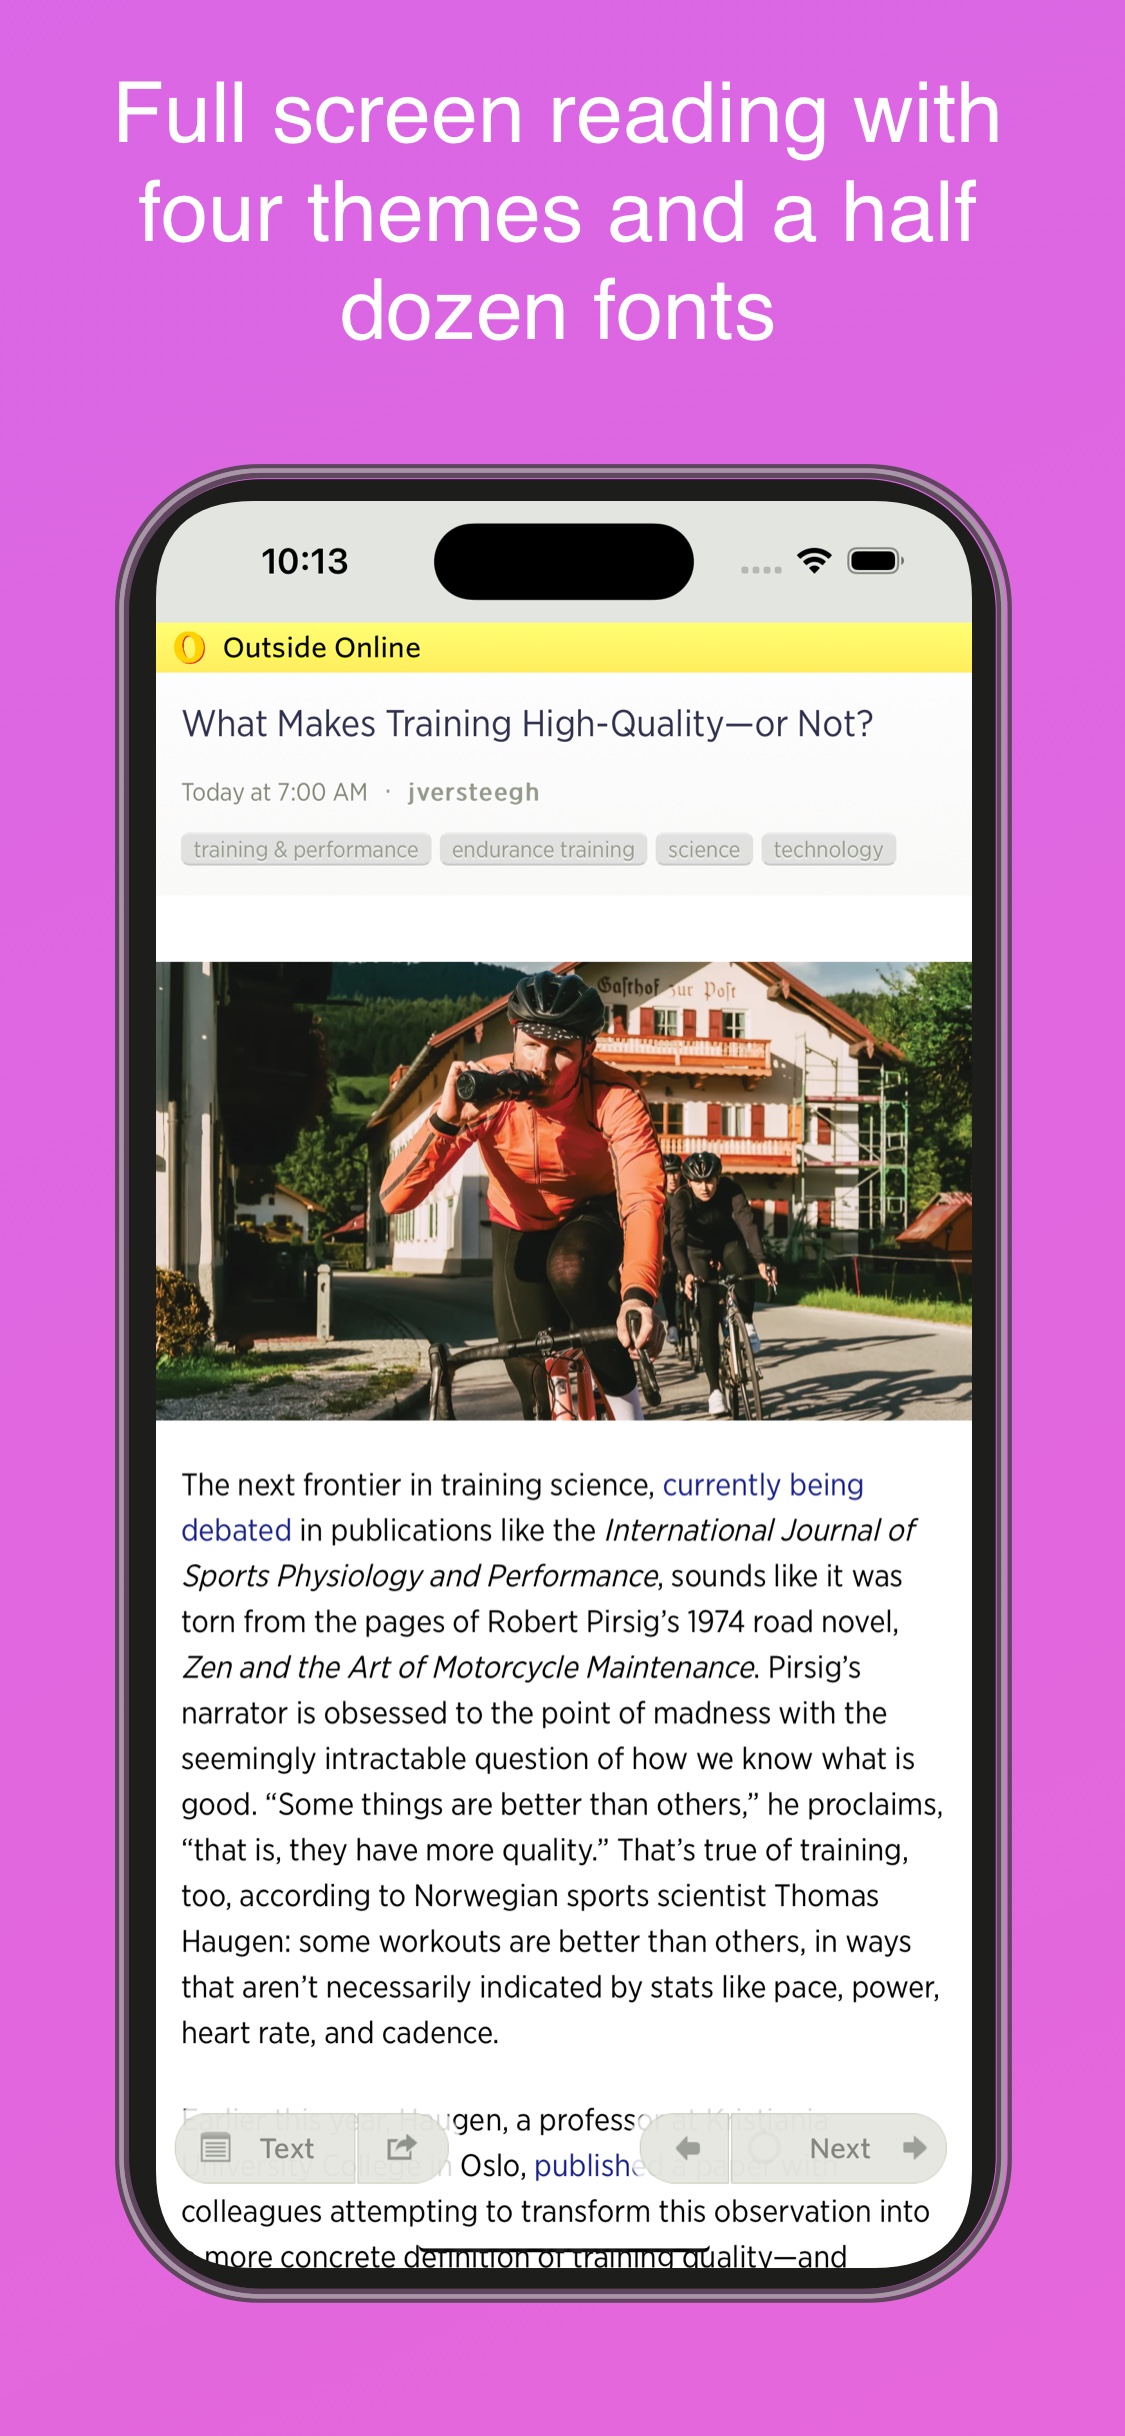 Full screen reading with
four themes and a half
dozen fonts
10:13
Outside Online
What Makes Training High-Quality—or Not?
Today at 7:00 AM · jversteegh
training & performance endurance training science technology
Gasthof zur Post
The next frontier in training science, currently being
debated in publications like the International Journal of
Sports Physiology and Performance, sounds like it was
torn from the pages of Robert Pirsig’s 1974 road novel,
Zen and the Art of Motorcycle Maintenance. Pirsig’s
narrator is obsessed to the point of madness with the
seemingly intractable question of how we know what is
good. “Some things are better than others,” he proclaims,
“that is, they have more quality.” That’s true of training,
too, according to Norwegian sports scientist Thomas
Haugen: some workouts are better than others, in ways
that aren’t necessarily indicated by stats like pace, power,
heart rate, and cadence.
Earlier this year, Haugen, a professor at Kristiania
University College in Oslo, published a paper with
Text Next
colleagues attempting to transform this observation into
more concrete definition of training quality—and